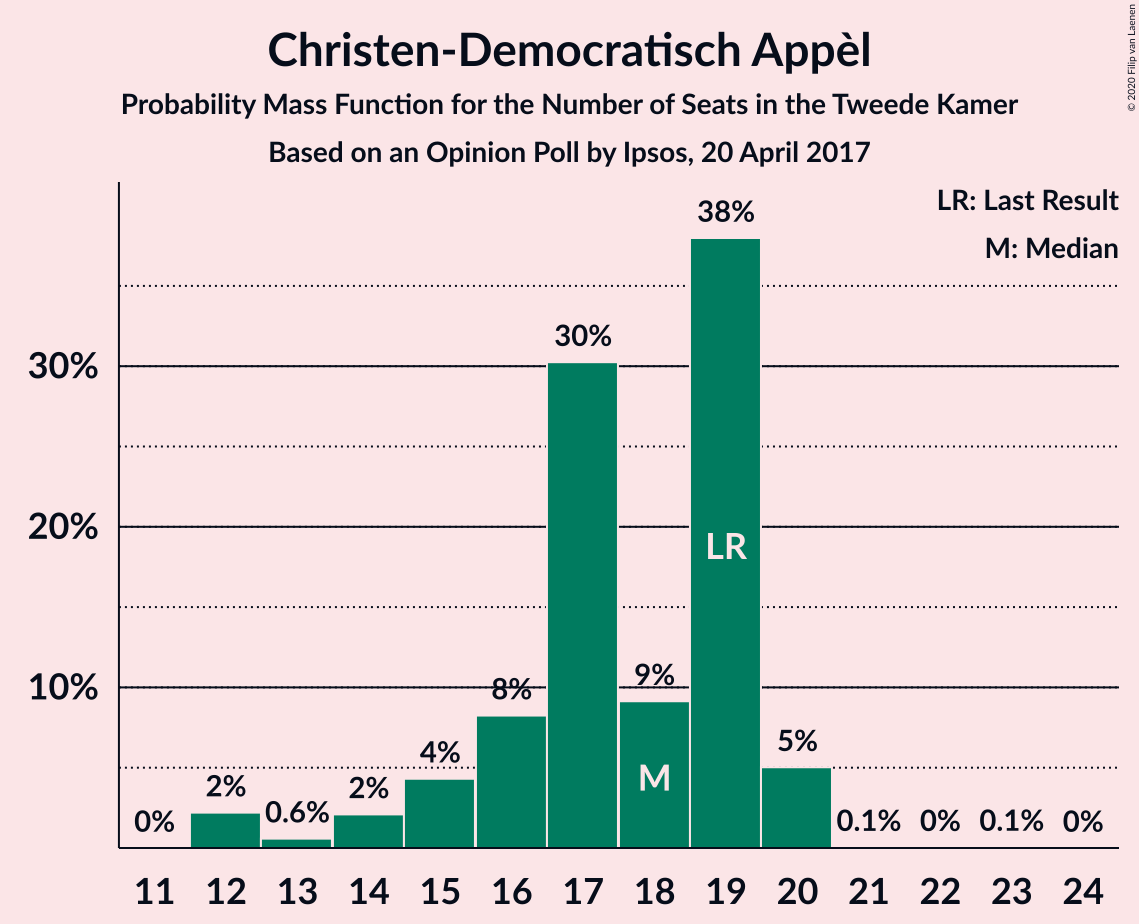 Christen-Democratisch Appèl
Probability Mass Function for the Number of Seats in the Tweede Kamer
Based on an Opinion Poll by Ipsos, 20 April 2017
© 2020 Filip van Laenen
LR: Last Result
M: Median
38%
30%
30%
20%
LR
10%
9%
8%
5%
4%
M
2%
2%
0.6%
0%
0.1%
0%
0.1%
0%
11 12 13 14 15 16 17 18 19 20 21 22 23 24